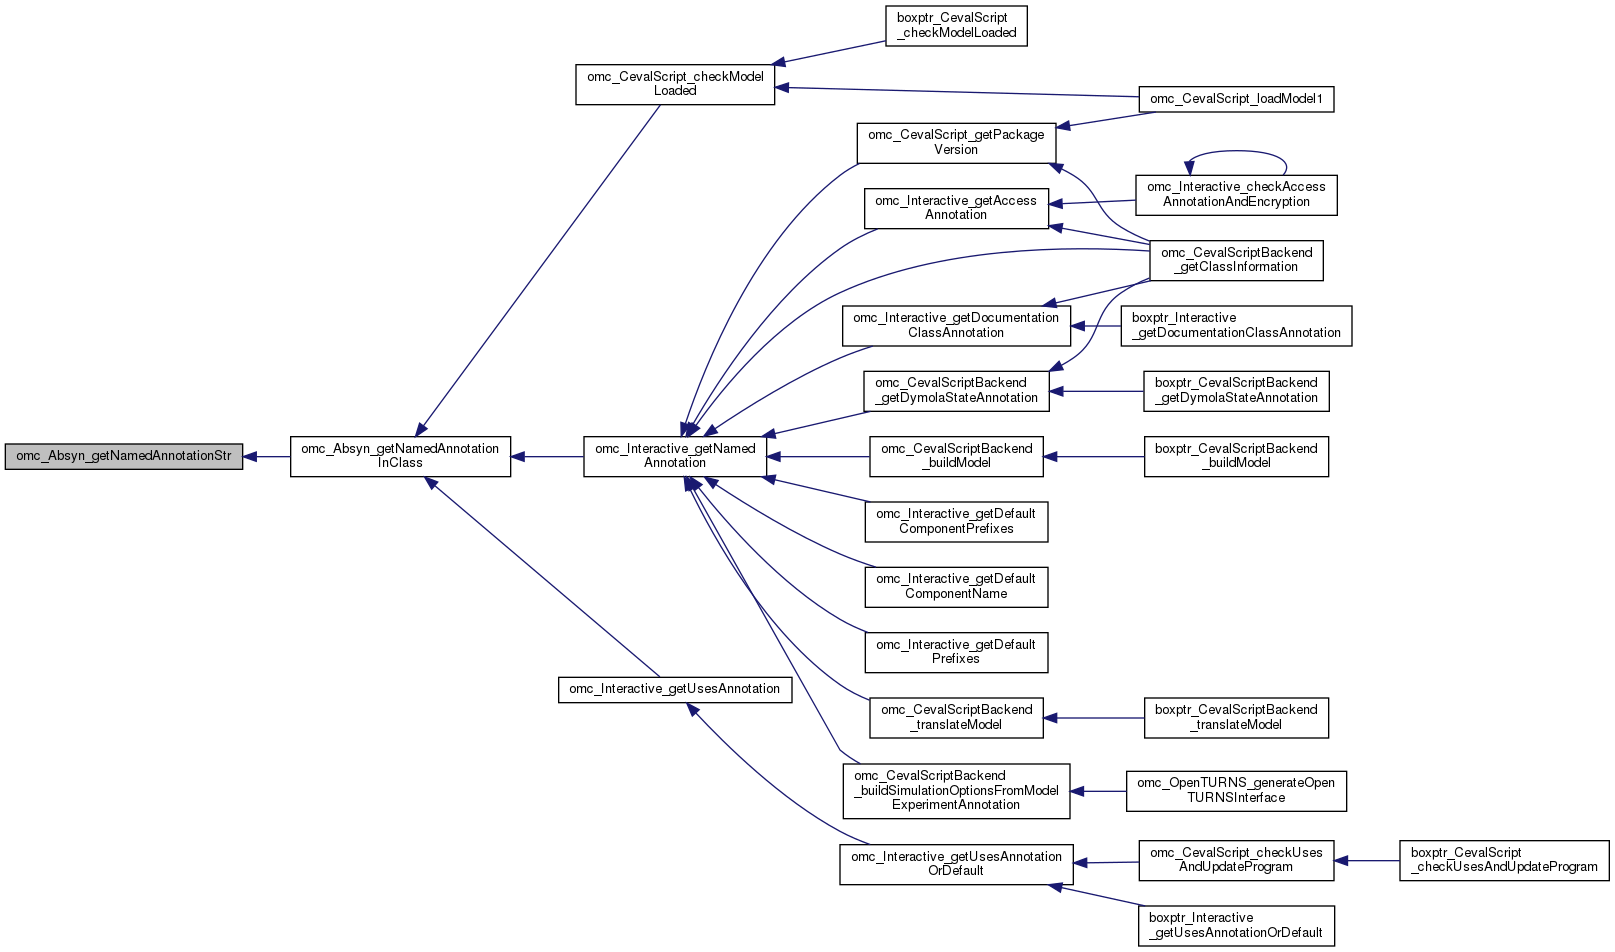 boxptr_CevalScript
_checkModelLoaded
omc_CevalScript_checkModel
Loaded
omc_CevalScript_loadModel1
omc_CevalScript_getPackage
Version
omc_Interactive_checkAccess
AnnotationAndEncryption
omc_Interactive_getAccess
Annotation
omc_CevalScriptBackend
_getClassInformation
omc_Interactive_getDocumentation
ClassAnnotation
boxptr_Interactive
_getDocumentationClassAnnotation
omc_CevalScriptBackend
_getDymolaStateAnnotation
boxptr_CevalScriptBackend
_getDymolaStateAnnotation
omc_Absyn_getNamedAnnotationStr
omc_Absyn_getNamedAnnotation
InClass
omc_Interactive_getNamed
Annotation
omc_CevalScriptBackend
_buildModel
boxptr_CevalScriptBackend
_buildModel
omc_Interactive_getDefault
ComponentPrefixes
omc_Interactive_getDefault
ComponentName
omc_Interactive_getDefault
Prefixes
omc_Interactive_getUsesAnnotation
omc_CevalScriptBackend
_translateModel
boxptr_CevalScriptBackend
_translateModel
omc_CevalScriptBackend
_buildSimulationOptionsFromModel
ExperimentAnnotation
omc_OpenTURNS_generateOpen
TURNSInterface
omc_Interactive_getUsesAnnotation
OrDefault
omc_CevalScript_checkUses
AndUpdateProgram
boxptr_CevalScript
_checkUsesAndUpdateProgram
boxptr_Interactive
_getUsesAnnotationOrDefault